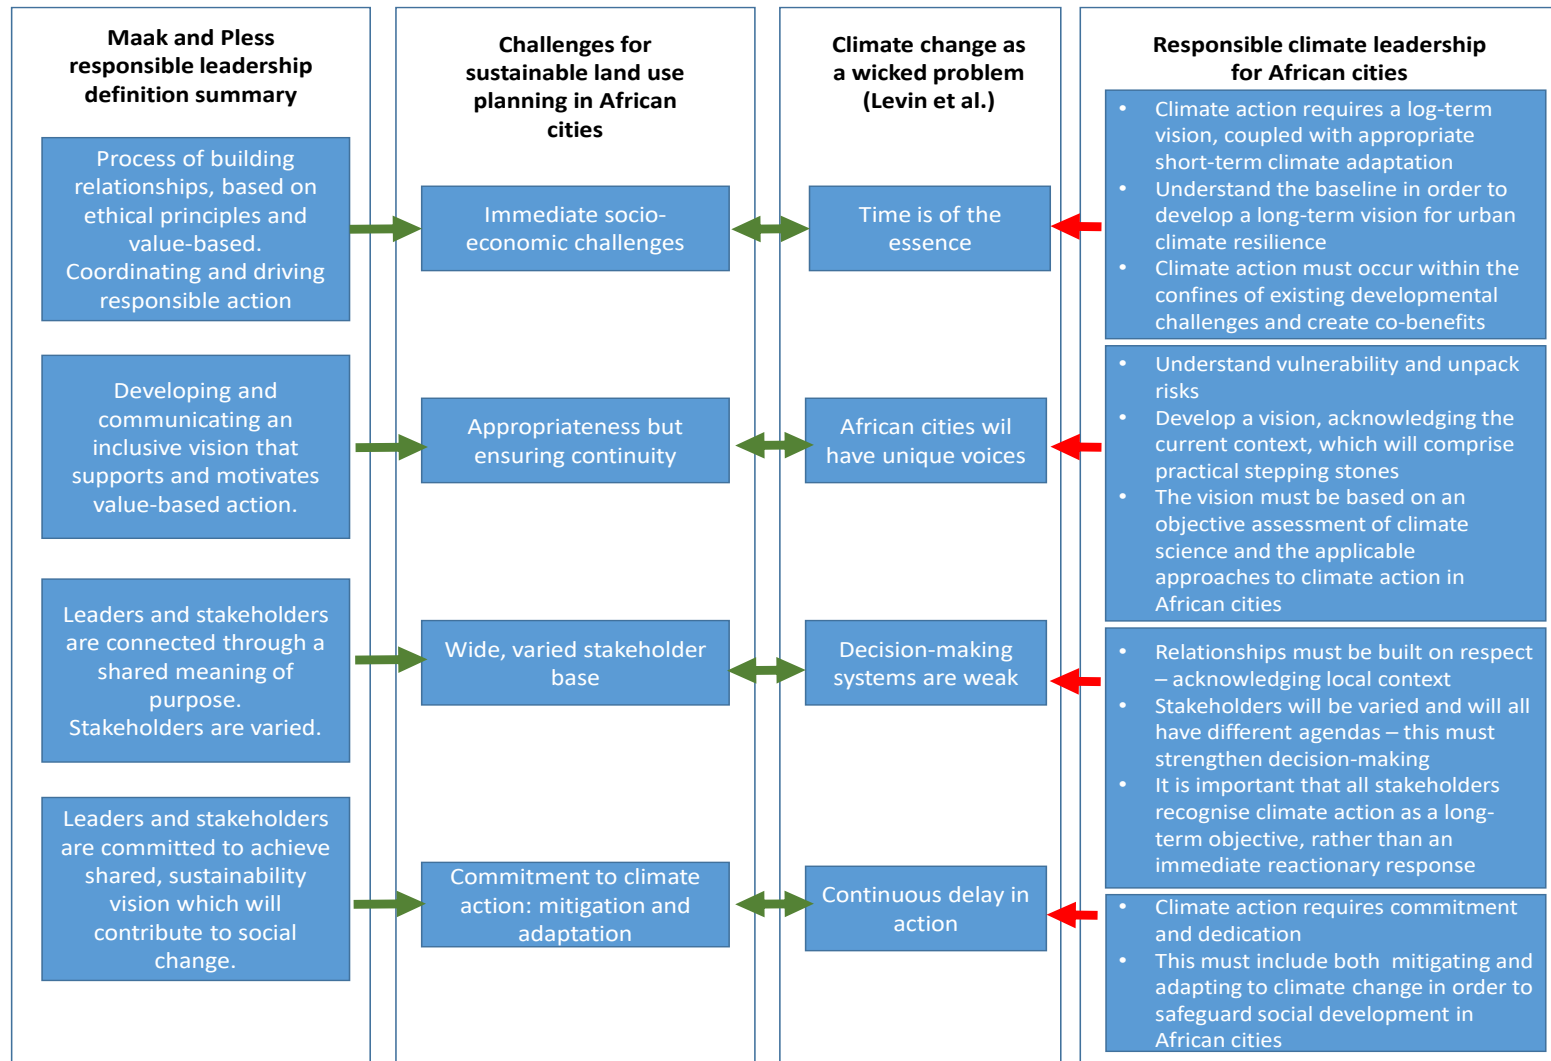 Maak and Pless
responsible leadership
definition summary
Process of building
relationships, based on
ethical principles and
value-based.
Coordinating and driving
responsible action
Developing and
communicating an
inclusive vision that
supports and motivates
value-based action.
Leaders and stakeholders
are connected through a
shared meaning of
purpose.
Stakeholders are varied.
Leaders and stakeholders
are committed to achieve
shared, sustainability
vision which will
contribute to social
change.
Challenges for
sustainable land use
planning in African
cities
Immediate socio-
economic challenges
Appropriateness but
ensuring continuity
Wide, varied stakeholder
base
Commitment to climate
action: mitigation and
adaptation
Climate change as
a wicked problem
(Levin et al.)
Time is of the
essence
African cities wil
have unique voices
Decision-making
systems are weak
Continuous delay in
action
Responsible climate leadership
for African cities
• Climate action requires a log-term
vision, coupled with appropriate
short-term climate adaptation
• Understand the baseline in order to
develop a long-term vision for urban
climate resilience
• Climate action must occur within the
confines of existing developmental
challenges and create co-benefits
• Understand vulnerability and unpack
risks
• Develop a vision, acknowledging the
current context, which will comprise
practical stepping stones
• The vision must be based on an
objective assessment of climate
science and the applicable
approaches to climate action in
African cities
• Relationships must be built on respect
– acknowledging local context
• Stakeholders will be varied and will all
have different agendas – this must
strengthen decision-making
• It is important that all stakeholders
recognise climate action as a long-
term objective, rather than an
immediate reactionary response
• Climate action requires commitment
and dedication
• This must include both mitigating and
adapting to climate change in order to
safeguard social development in
African cities